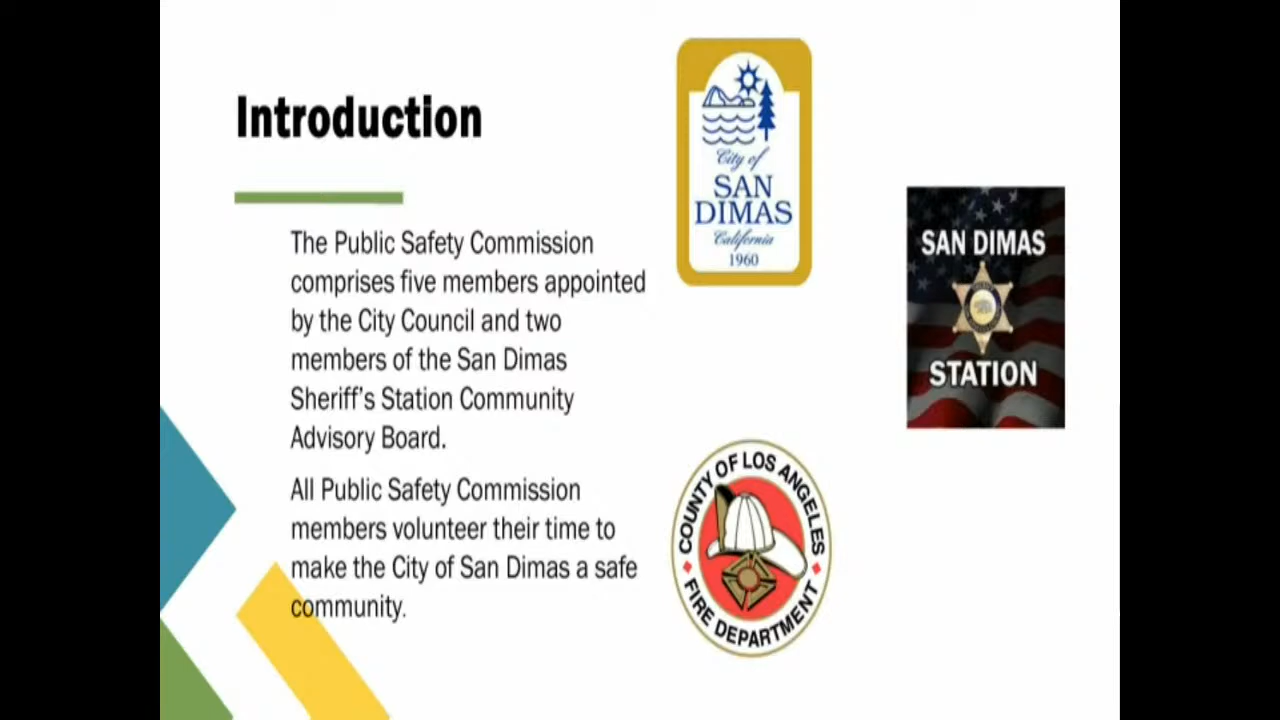 Introduction
The Public Safety Commission
comprises five members appointed
by the City Council and two
members of the San Dimas
Sheriff's Station Community
Advisory Board.
All Public Safety Commission
members volunteer their time to
make the City of San Dimas a safe
community.
City of
SAN
DIMAS
California
1960
SAN DIMAS
STATION
COUNTY OF LOS ANGELES
FIRE DEPARTMENT